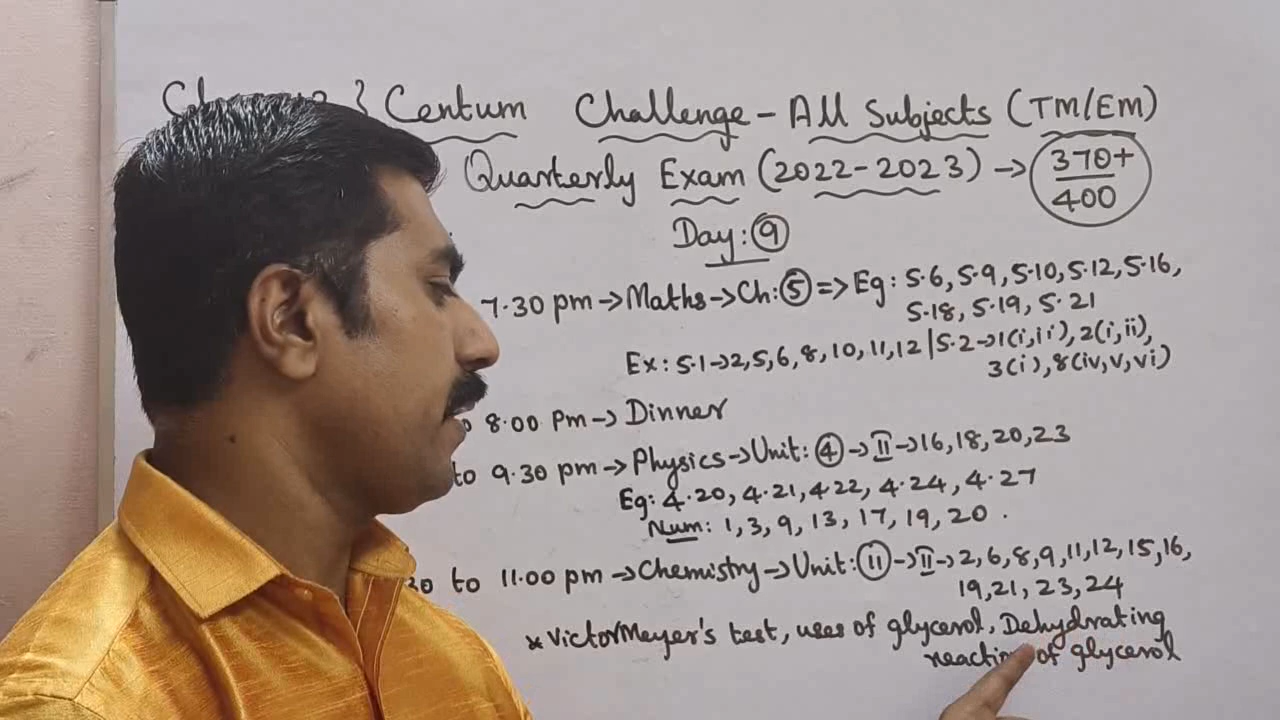 Centum Challenge - All Subjects (TM/EM)
Quarterly Exam (2022-2023) → 370+/400
Day: 9
7.30 pm → Maths → Ch: 5 => Eg: 5.6, 5.9, 5.10, 5.12, 5.16,
5.18, 5.19, 5.21
Ex: 5.1 → 2, 5, 6, 8, 10, 11, 12 | 5.2 → 1(i, ii), 2(i, ii),
3(i), 8(iv, v, vi)
8.00 Pm → Dinner
to 9.30 pm → Physics → Unit: 4 → II → 16, 18, 20, 23
Eg: 4.20, 4.21, 4.22, 4.24, 4.27
Num: 1, 3, 9, 13, 17, 19, 20.
30 to 11.00 pm → Chemistry → Unit: 11 → II → 2, 6, 8, 9, 11, 12, 15, 16,
19, 21, 23, 24
* VictorMeyer's test, uses of glycerol, Dehydrating
reaction of glycerol